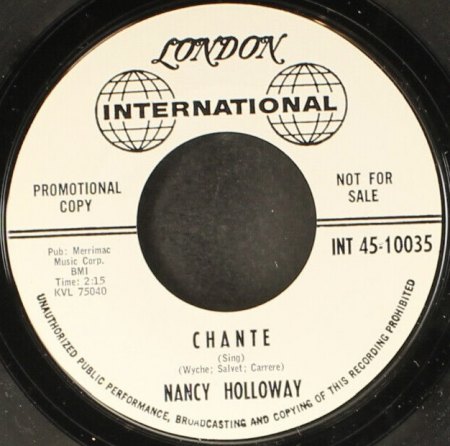 LONDON
INTERNATIONAL
PROMOTIONAL
COPY
NOT FOR
SALE
Pub: Merrimac
Music Corp.
BMI
Time: 2:15
KVL 75040
INT 45-10035
CHANTE
(Sing)
(Wyche; Salvet; Carrere)
NANCY HOLLOWAY
UNAUTHORIZED PUBLIC PERFORMANCE, BROADCASTING AND COPYING OF THIS RECORDING PROHIBITED